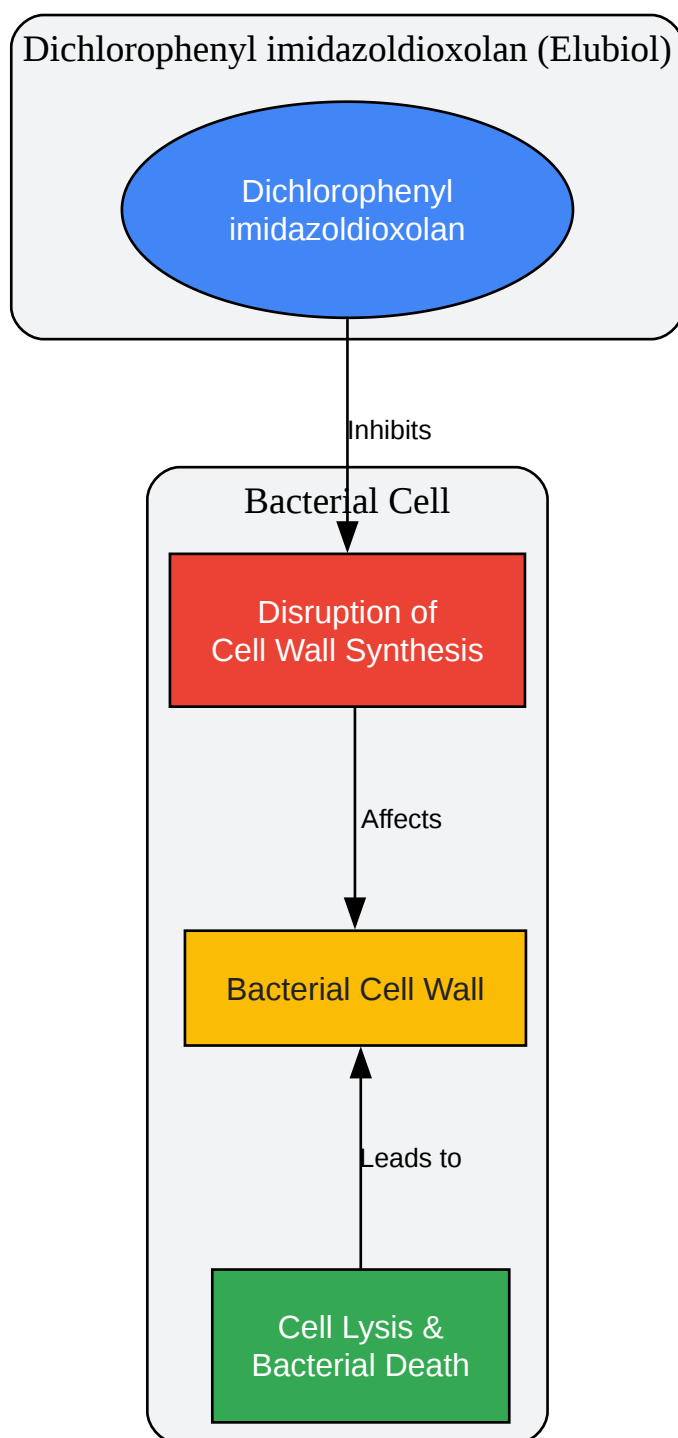 Dichlorophenyl imidazoldioxolan (Elubiol)
Dichlorophenyl
imidazoldioxolan
Inhibits
Bacterial Cell
Disruption of
Cell Wall Synthesis
Affects
Bacterial Cell Wall
Leads to
Cell Lysis &
Bacterial Death